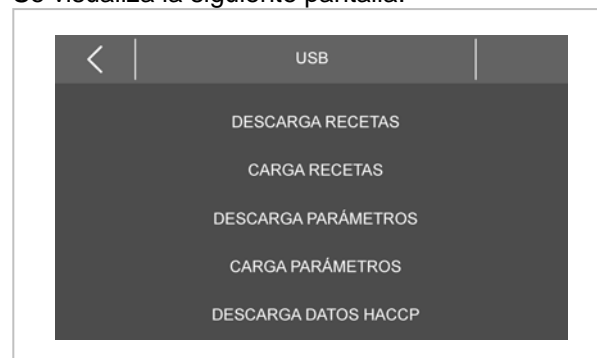 Se visualiza la siguiente pantalla:
USB
DESCARGA RECETAS
CARGA RECETAS
DESCARGA PARÁMETROS
CARGA PARÁMETROS
DESCARGA DATOS HACCP